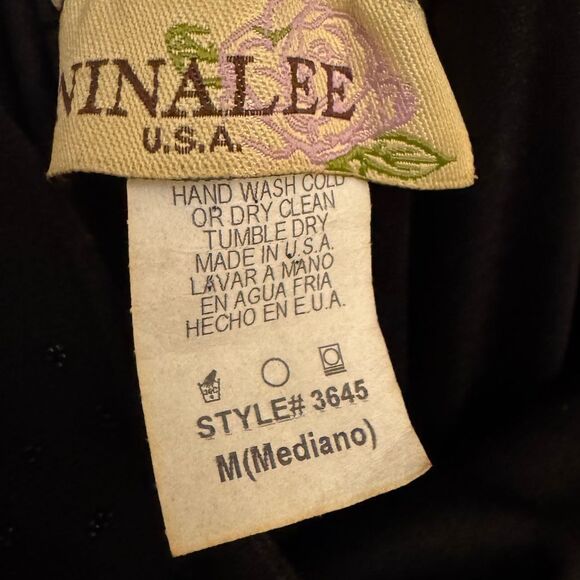 NINALEE
U.S.A.
HAND WASH COLD
OR DRY CLEAN
TUMBLE DRY
MADE IN U.S.A.
LAVAR A MANO
EN AGUA FRIA
HECHO EN E.U.A.
STYLE# 3645
M(Mediano)